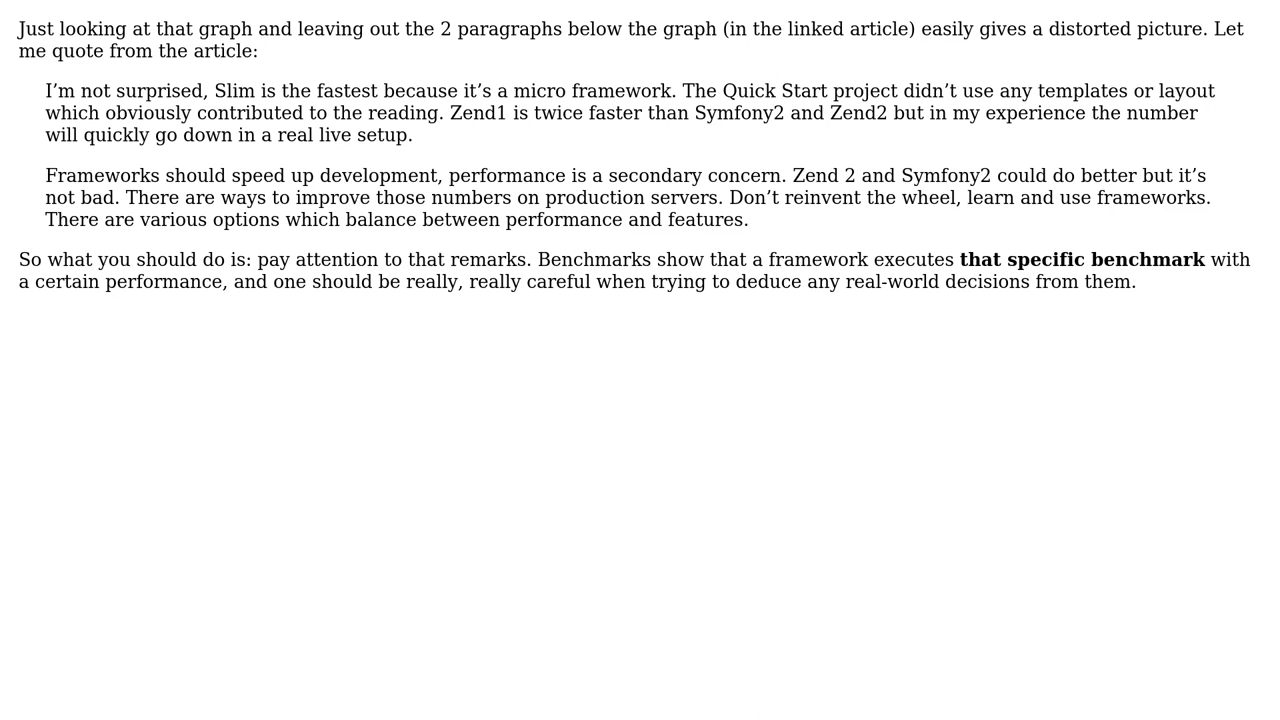 Just looking at that graph and leaving out the 2 paragraphs below the graph (in the linked article) easily gives a distorted picture. Let
me quote from the article:
I’m not surprised, Slim is the fastest because it’s a micro framework. The Quick Start project didn’t use any templates or layout
which obviously contributed to the reading. Zend1 is twice faster than Symfony2 and Zend2 but in my experience the number
will quickly go down in a real live setup.
Frameworks should speed up development, performance is a secondary concern. Zend 2 and Symfony2 could do better but it’s
not bad. There are ways to improve those numbers on production servers. Don’t reinvent the wheel, learn and use frameworks.
There are various options which balance between performance and features.
So what you should do is: pay attention to that remarks. Benchmarks show that a framework executes that specific benchmark with
a certain performance, and one should be really, really careful when trying to deduce any real-world decisions from them.